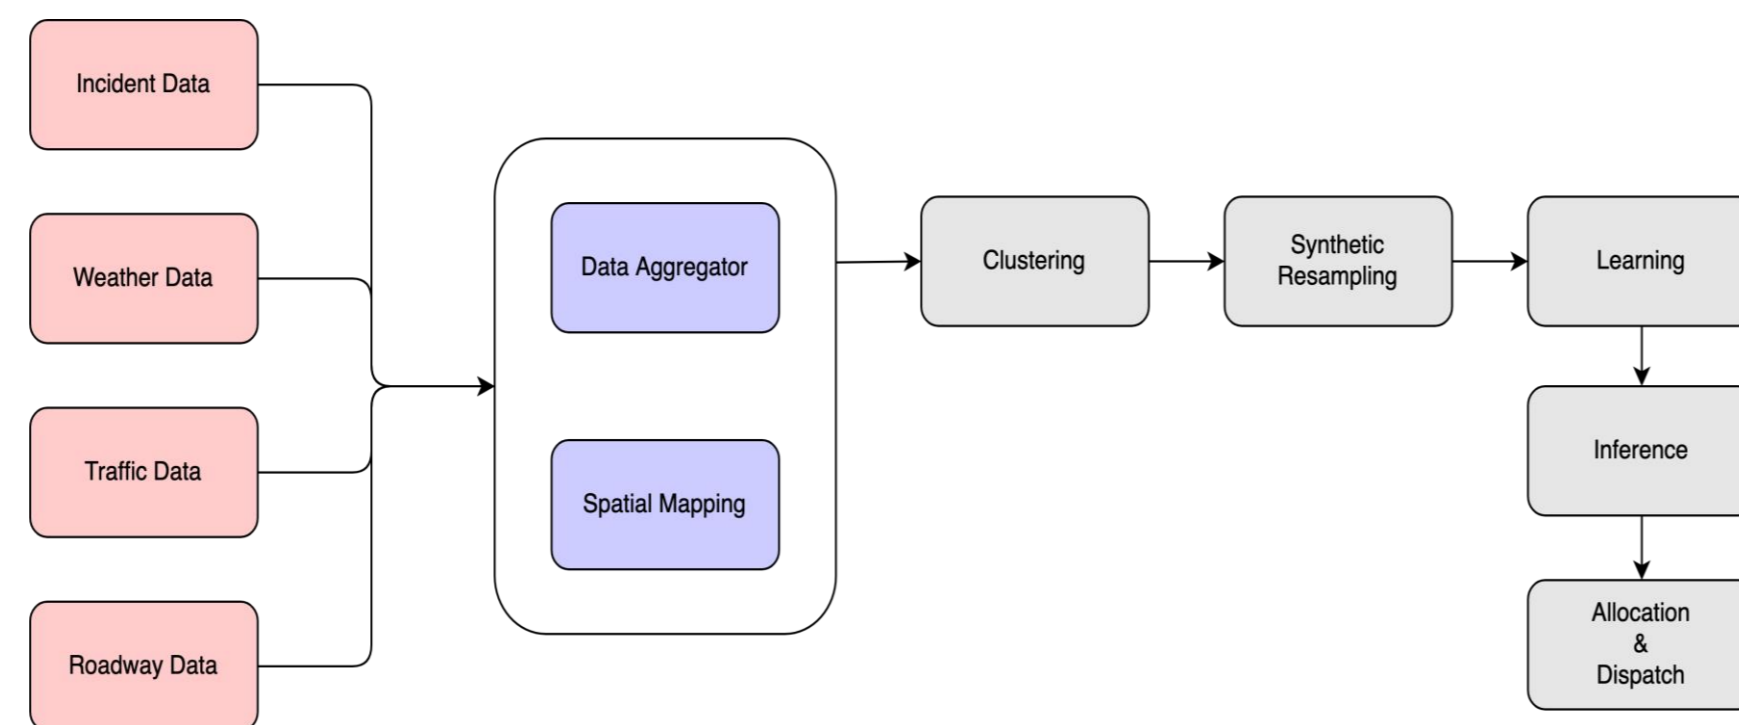 Incident Data
Weather Data
Traffic Data
Roadway Data
Data Aggregator
Spatial Mapping
Clustering
Synthetic
Resampling
Learning
Inference
Allocation
&
Dispatch